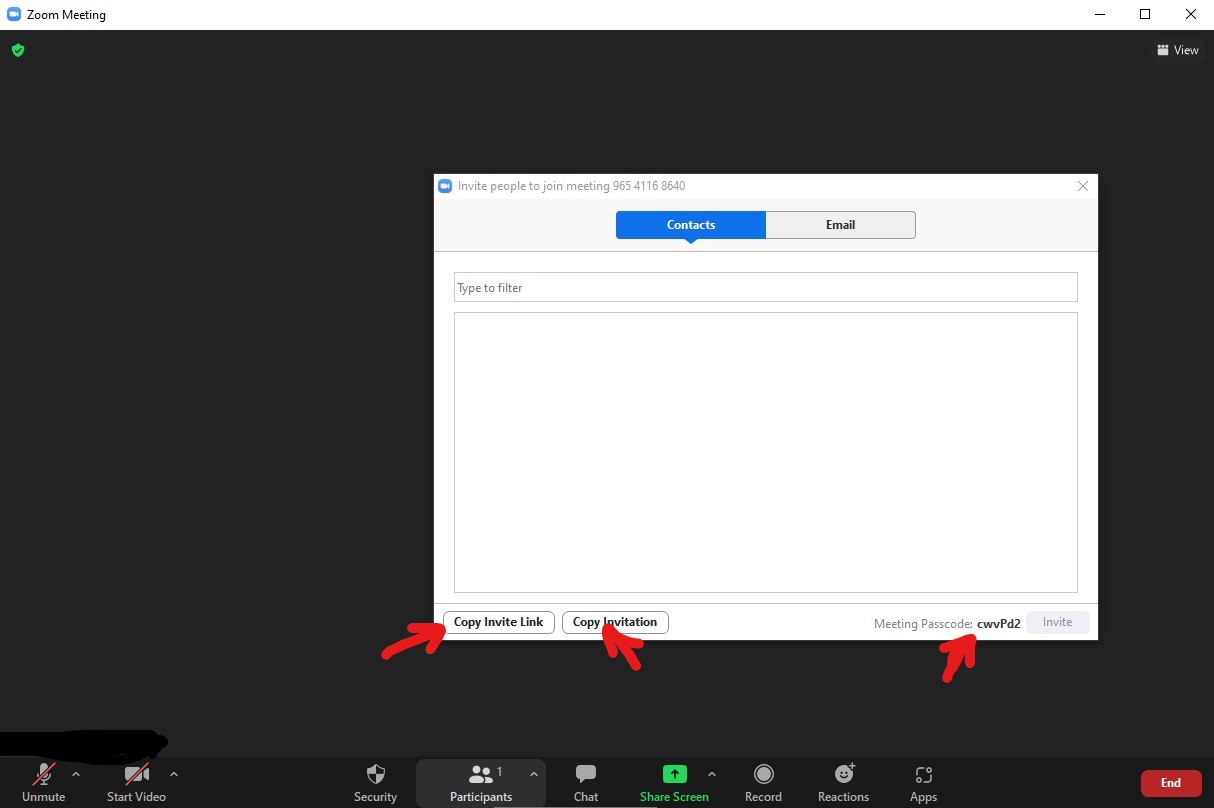 Zoom Meeting
View
Invite people to join meeting 965 4116 8640
Contacts Email
Type to filter
Copy Invite Link Copy Invitation Meeting Passcode: cwvPd2 Invite
1
Unmute Start Video Security Participants Chat Share Screen Record Reactions Apps End